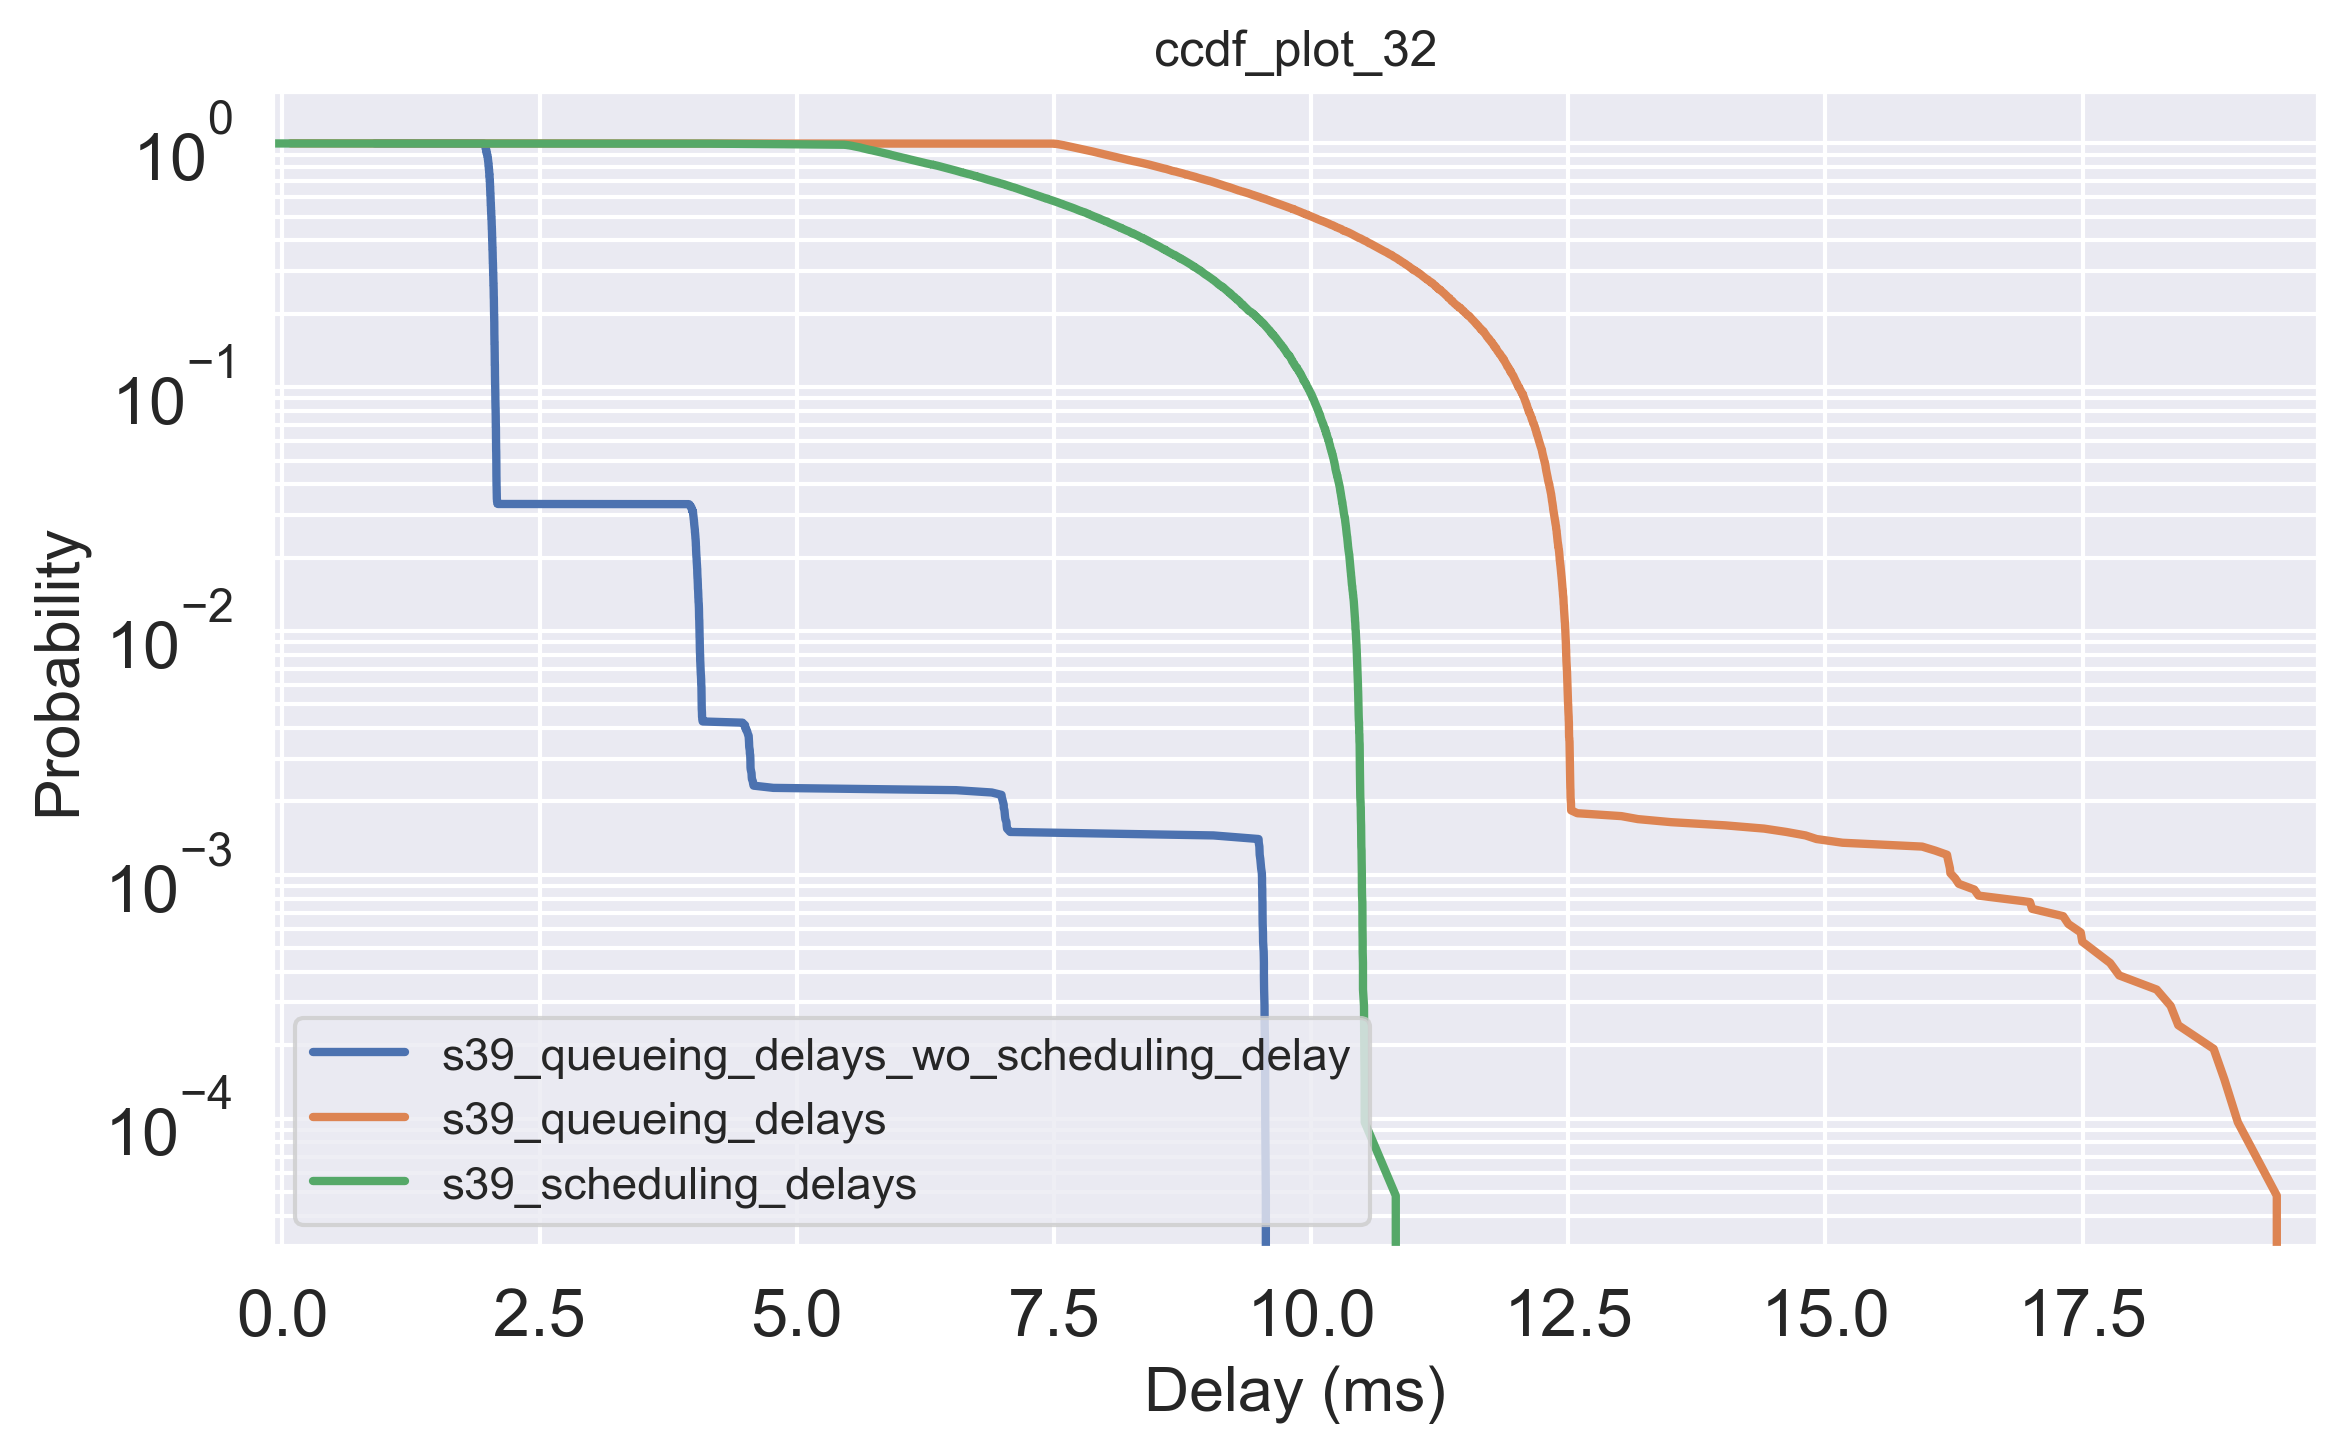 ccdf_plot_32
10^0
10^−1
10^−2
10^−3
10^−4
Probability
s39_queueing_delays_wo_scheduling_delay
s39_queueing_delays
s39_scheduling_delays
0.0 2.5 5.0 7.5 10.0 12.5 15.0 17.5
Delay (ms)